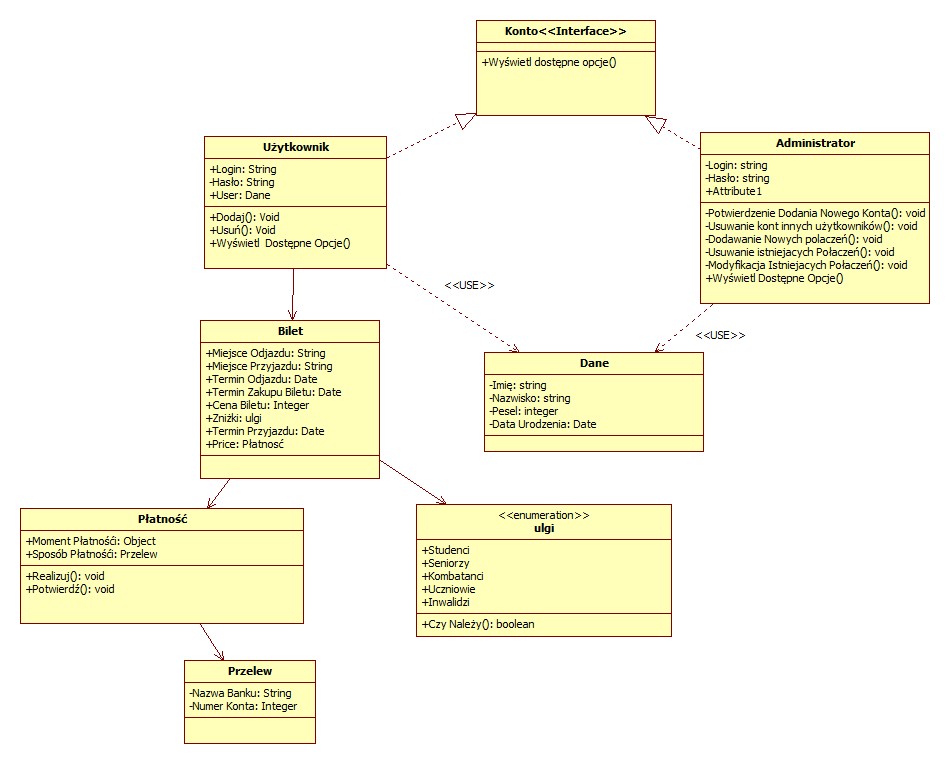 Konto<<Interface>>
+Wyświetl dostępne opcje()
Użytkownik
+Login: String
-Hasło: String
+User: Dane
+Dodaj(): Void
+Usuń(): Void
+Wyświetl Dostępne Opcje()
Administrator
-Login: string
-Hasło: string
+Attribute1
-Potwierdzenie Dodania Nowego Konta(): void
-Usuwanie kont innych użytkowników(): void
-Dodawanie Nowych polaczeń(): void
-Usuwanie istniejacych Połaczeń(): void
-Modyfikacja Istniejacych Połaczeń(): void
+Wyświetl Dostępne Opcje()
<<USE>>
<<USE>>
Bilet
+Miejsce Odjazdu: String
+Miejsce Przyjazdu: String
+Termin Odjazdu: Date
+Termin Zakupu Biletu: Date
+Cena Biletu: Integer
+Zniżki: ulgi
+Termin Przyjazdu: Date
+Price: Płatnosć
Dane
-Imię: string
-Nazwisko: string
-Pesel: integer
-Data Urodzenia: Date
Płatność
+Moment Płatnośći: Object
+Sposób Płatnośći: Przelew
+Realizuj(): void
+Potwierdź(): void
<<enumeration>>
ulgi
+Studenci
+Seniorzy
+Kombatanci
+Uczniowie
+Inwalidzi
+Czy Należy(): boolean
Przelew
-Nazwa Banku: String
-Numer Konta: Integer